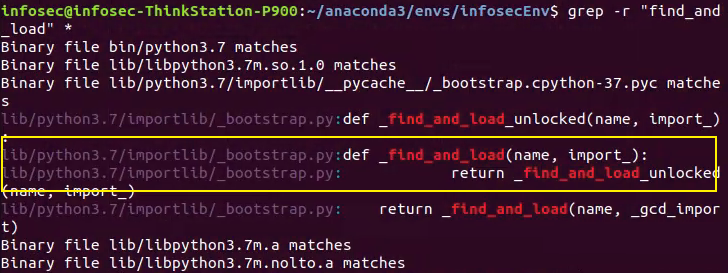 infosec@infosec-ThinkStation-P900:~/anaconda3/envs/infosecEnv$ grep -r "find_and
_load" *
Binary file bin/python3.7 matches
Binary file lib/libpython3.7m.so.1.0 matches
Binary file lib/python3.7/importlib/__pycache__/_bootstrap.cpython-37.pyc matche
s
lib/python3.7/importlib/_bootstrap.py:def _find_and_load_unlocked(name, import_)
:
lib/python3.7/importlib/_bootstrap.py:def _find_and_load(name, import_):
lib/python3.7/importlib/_bootstrap.py:            return _find_and_load_unlocked
(name, import_)
lib/python3.7/importlib/_bootstrap.py:    return _find_and_load(name, _gcd_impor
t)
Binary file lib/libpython3.7m.a matches
Binary file lib/libpython3.7m.nolto.a matches